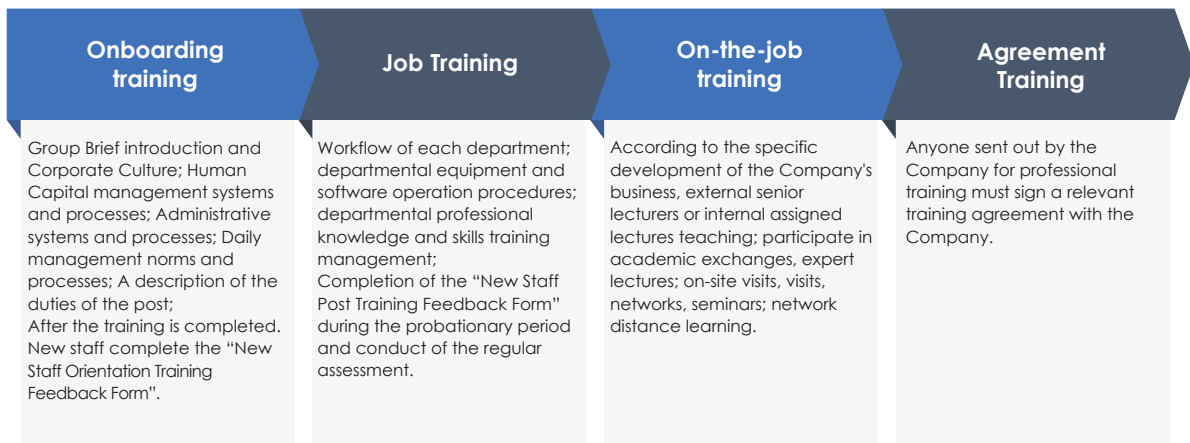 Onboarding
training
Job Training
On-the-job
training
Agreement
Training
Group Brief introduction and
Corporate Culture; Human
Capital management systems
and processes; Administrative
systems and processes; Daily
management norms and
processes; A description of the
duties of the post;
After the training is completed.
New staff complete the “New
Staff Orientation Training
Feedback Form”.
Workflow of each department;
departmental equipment and
software operation procedures;
departmental professional
knowledge and skills training
management;
Completion of the “New Staff
Post Training Feedback Form”
during the probationary period
and conduct of the regular
assessment.
According to the specific
development of the Company's
business, external senior
lecturers or internal assigned
lectures teaching; participate in
academic exchanges, expert
lectures; on-site visits, visits,
networks, seminars; network
distance learning.
Anyone sent out by the
Company for professional
training must sign a relevant
training agreement with the
Company.